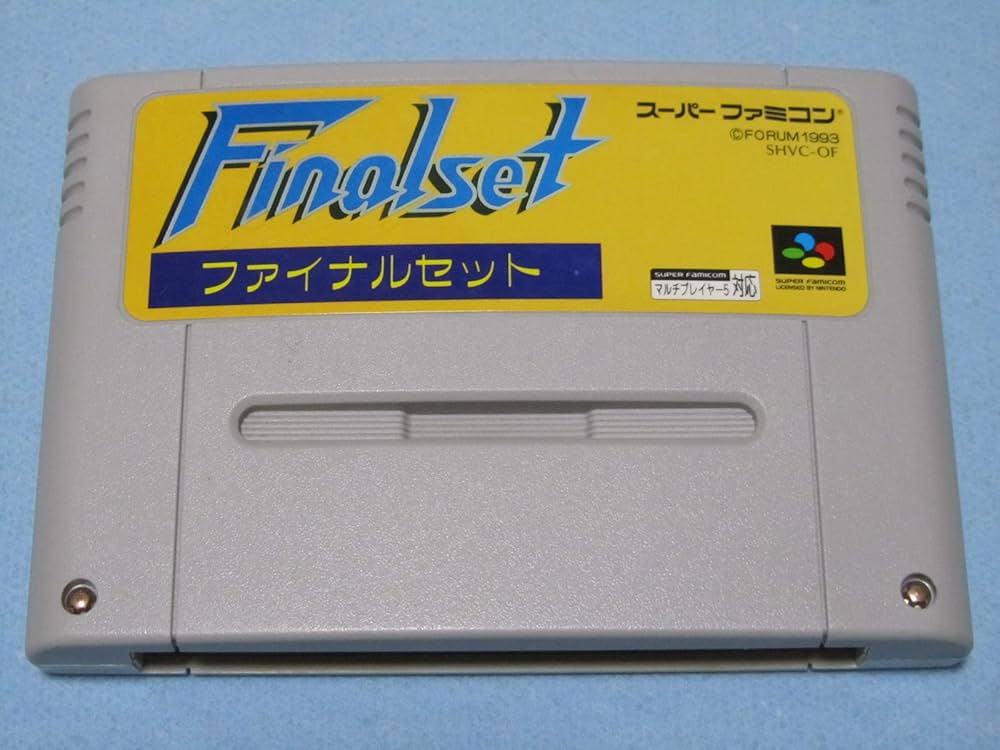 Finalset
ファイナルセット
スーパーファミコン®
©FORUM1993
SHVC-OF
SUPER FAMICOM
マルチプレイヤー5 対応
SUPER FAMICOM
LICENSED BY NINTENDO